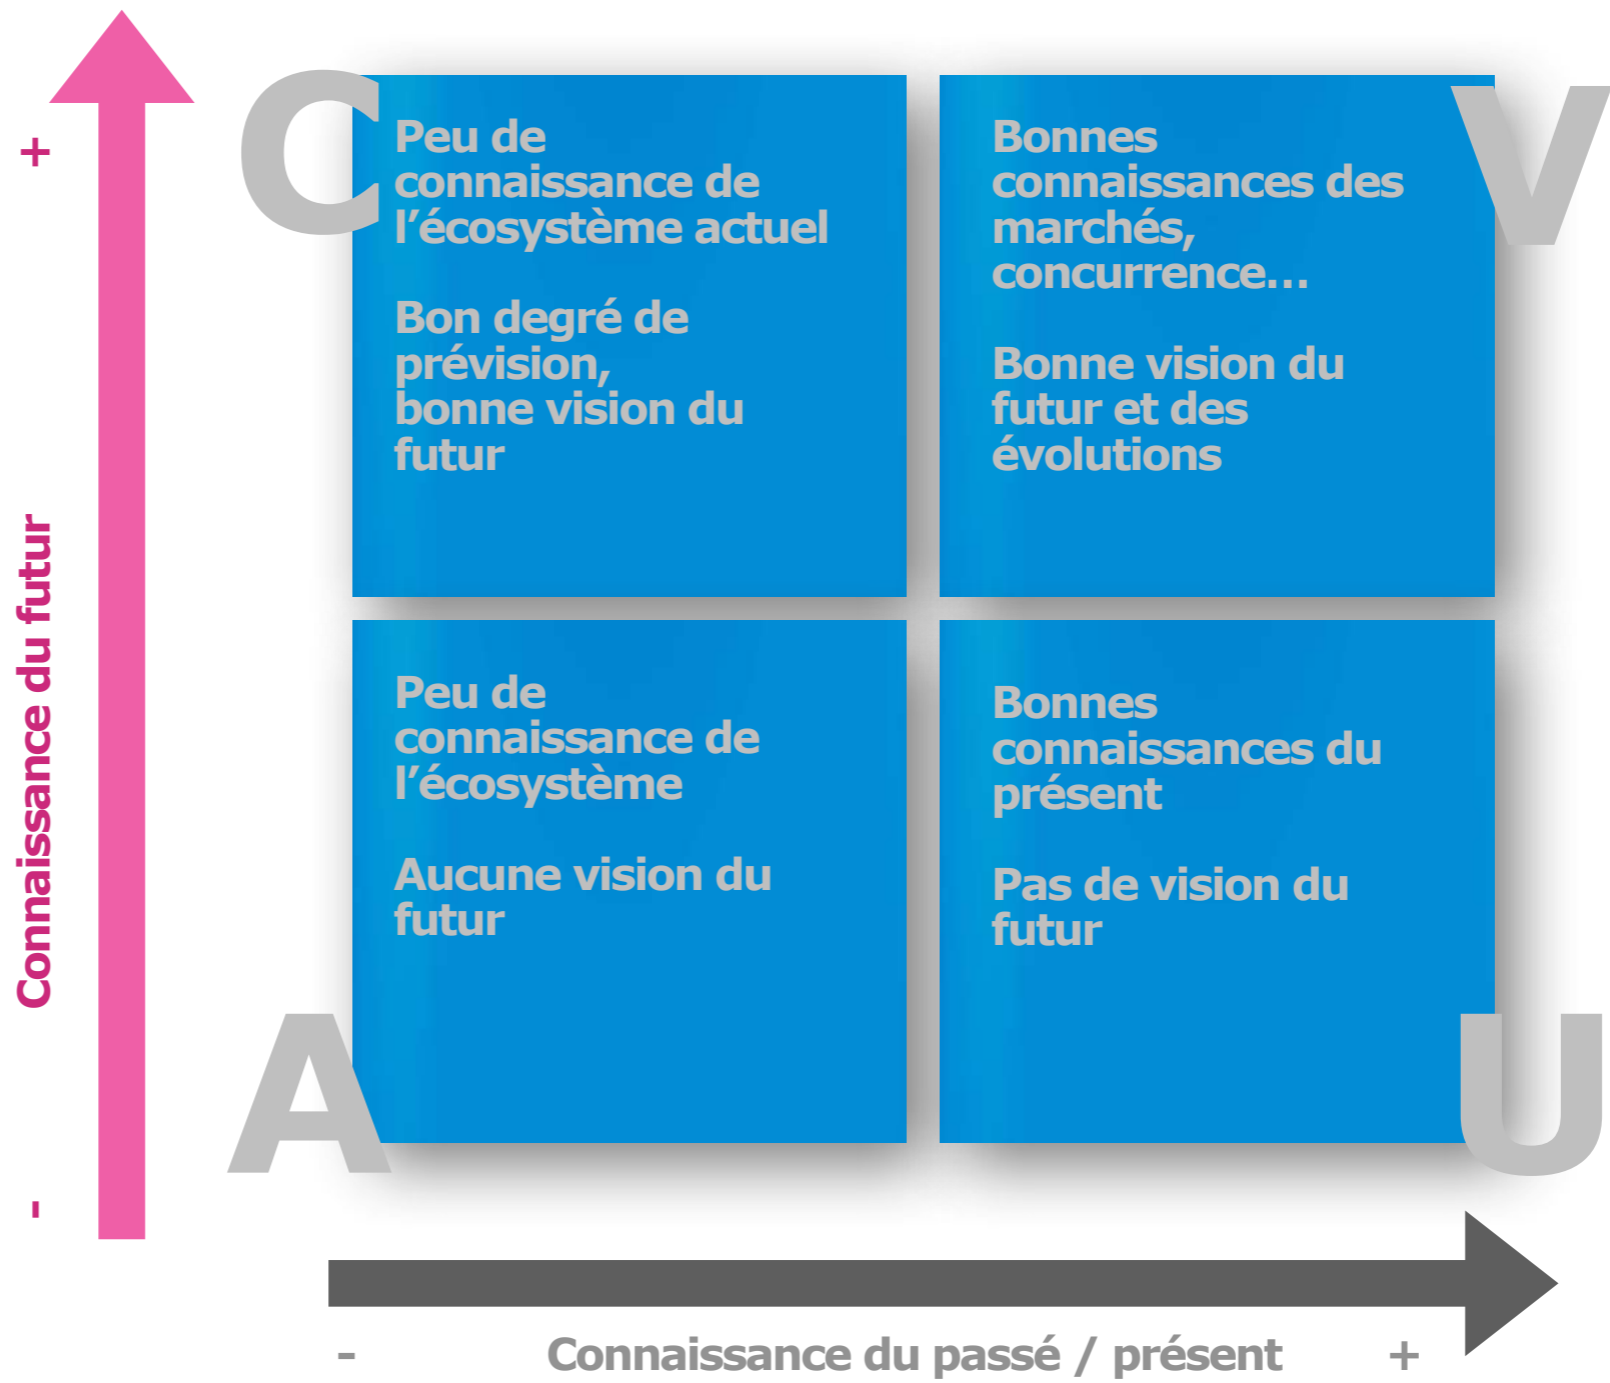 +
Connaissance du futur
-
C
Peu de
connaissance de
l’écosystème actuel
Bon degré de
prévision,
bonne vision du
futur
V
Bonnes
connaissances des
marchés,
concurrence…
Bonne vision du
futur et des
évolutions
A
Peu de
connaissance de
l’écosystème
Aucune vision du
futur
U
Bonnes
connaissances du
présent
Pas de vision du
futur
- Connaissance du passé / présent +